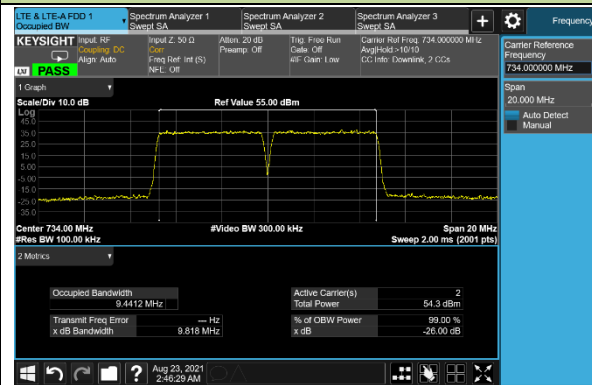 LTE & LTE-A FDD 1
Occupied BW
Spectrum Analyzer 1
Swept SA
Spectrum Analyzer 2
Swept SA
Spectrum Analyzer 3
Swept SA
+
Frequency
KEYSIGHT
LXI
PASS
Input: RF
Coupling: DC
Align: Auto
Input Z: 50 Ω
Corr
Freq Ref: Int (S)
NFE: Off
Atten: 20 dB
Preamp: Off
Trig: Free Run
Gate: Off
#IF Gain: Low
Carrier Ref Freq: 734.000000 MHz
Avg|Hold:>10/10
CC Info: Downlink, 2 CCs
Carrier Reference
Frequency
734.000000 MHz
Span
20.000 MHz
Auto Detect
Manual
1 Graph
Scale/Div 10.0 dB
Ref Value 55.00 dBm
Log
45.0
35.0
25.0
15.0
5.00
-5.00
-15.0
-25.0
-35.0
Center 734.00 MHz
#Video BW 300.00 kHz
Span 20 MHz
#Res BW 100.00 kHz
Sweep 2.00 ms (2001 pts)
2 Metrics
Occupied Bandwidth
9.4412 MHz
Active Carrier(s)
2
Total Power
54.3 dBm
Transmit Freq Error
--- Hz
x dB Bandwidth
9.818 MHz
% of OBW Power
99.00 %
x dB
-26.00 dB
?
Aug 23, 2021
2:46:29 AM